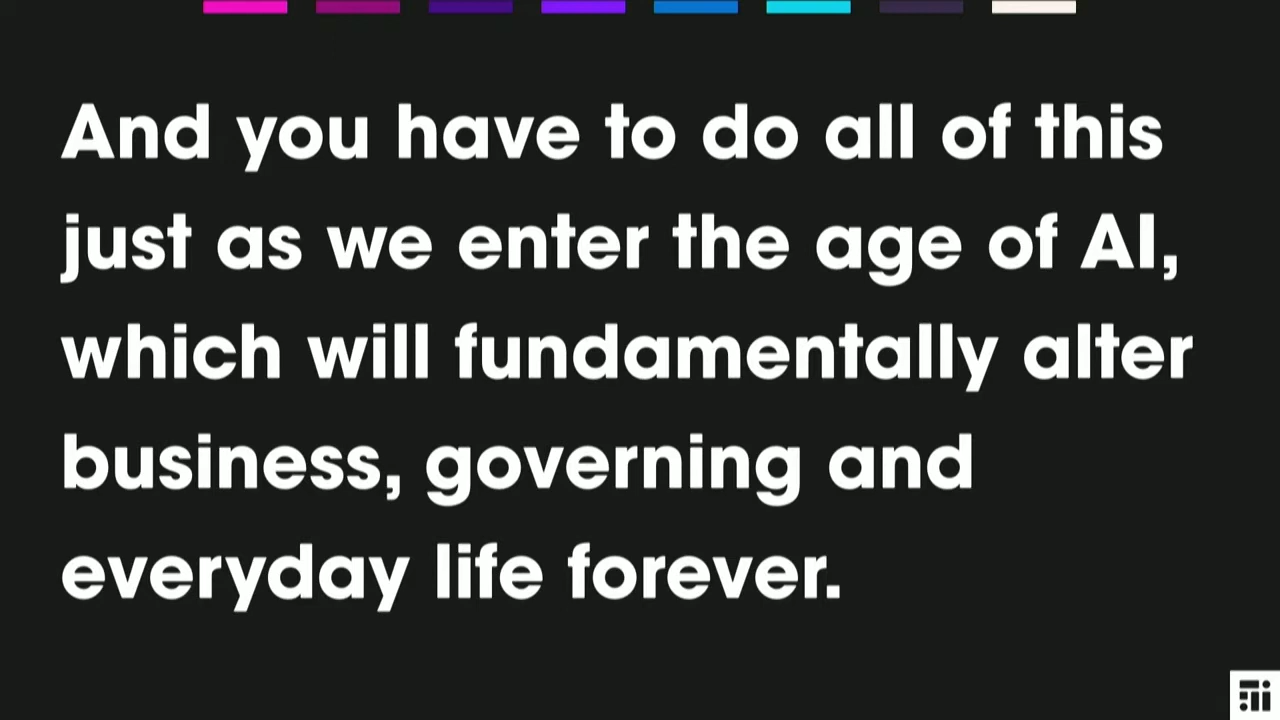 And you have to do all of this
just as we enter the age of AI,
which will fundamentally alter
business, governing and
everyday life forever.